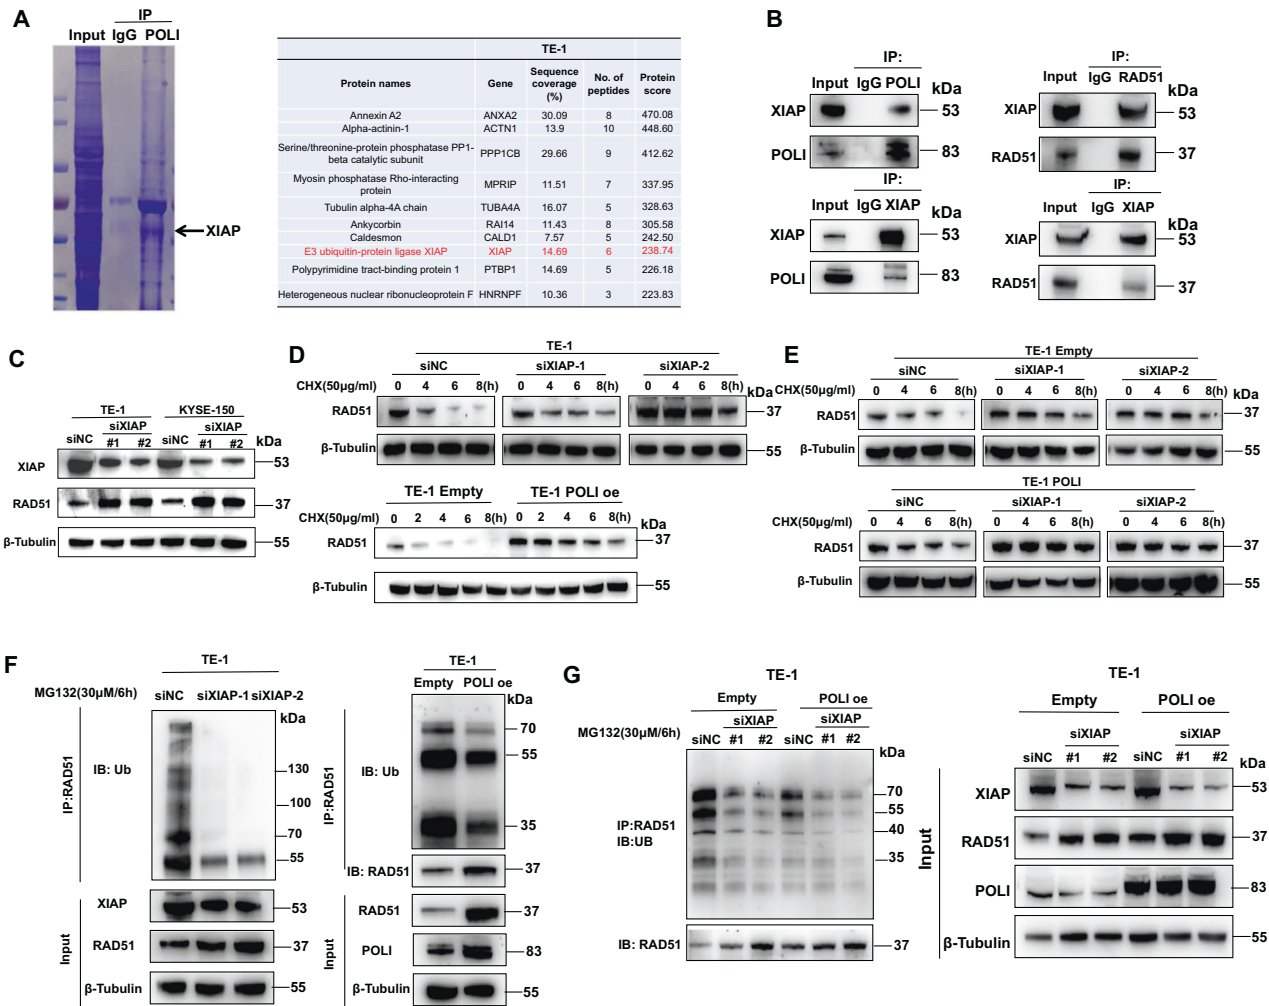 A
IP
Input IgG POLI
XIAP
TE-1
Protein names Gene Sequence coverage (%) No. of peptides Protein score
Annexin A2 ANXA2 30.09 8 470.08
Alpha-actinin-1 ACTN1 13.9 10 448.60
Serine/threonine-protein phosphatase PP1-
beta catalytic subunit PPP1CB 29.66 9 412.62
Myosin phosphatase Rho-interacting
protein MPRIP 11.51 7 337.95
Tubulin alpha-4A chain TUBA4A 16.07 5 328.63
Ankycorbin RAI14 11.43 8 305.58
Caldesmon CALD1 7.57 5 242.50
E3 ubiquitin-protein ligase XIAP XIAP 14.69 6 238.74
Polypyrimidine tract-binding protein 1 PTBP1 14.69 5 226.18
Heterogeneous nuclear ribonucleoprotein F HNRNPF 10.36 3 223.83
B
IP:
Input IgG POLI
kDa
XIAP 53
POLI 83
IP:
Input IgG XIAP
XIAP 53
POLI 83
IP:
Input IgG RAD51
kDa
XIAP 53
RAD51 37
IP:
Input IgG XIAP
XIAP 53
RAD51 37
C
TE-1 KYSE-150
siXIAP siXIAP
siNC #1 #2 siNC #1 #2 kDa
XIAP 53
RAD51 37
β-Tubulin 55
D
TE-1
siNC siXIAP-1 siXIAP-2
CHX(50μg/ml) 0 4 6 8(h) 0 4 6 8(h) 0 4 6 8(h) kDa
RAD51 37
β-Tubulin 55
TE-1 Empty TE-1 POLI oe
CHX(50μg/ml) 0 2 4 6 8(h) 0 2 4 6 8(h) kDa
RAD51 37
β-Tubulin 55
E
TE-1 Empty
siNC siXIAP-1 siXIAP-2
CHX(50μg/ml) 0 4 6 8(h) 0 4 6 8(h) 0 4 6 8(h) kDa
RAD51 37
β-Tubulin 55
TE-1 POLI
siNC siXIAP-1 siXIAP-2
CHX(50μg/ml) 0 4 6 8(h) 0 4 6 8(h) 0 4 6 8(h)
RAD51 37
β-Tubulin 55
F
TE-1
MG132(30μM/6h) siNC siXIAP-1 siXIAP-2
kDa
IP:RAD51
IB: Ub
130
100
70
55
Input
XIAP 53
RAD51 37
β-Tubulin 55
TE-1
Empty POLI oe
kDa
IP:RAD51
IB: Ub
70
55
35
IB: RAD51 37
Input
RAD51 37
POLI 83
β-Tubulin 55
G
TE-1
Empty POLI oe
siXIAP siXIAP
MG132(30μM/6h) siNC #1 #2 siNC #1 #2
kDa
IP:RAD51
IB:UB
70
55
40
35
IB: RAD51 37
TE-1
Empty POLI oe
siXIAP siXIAP
siNC #1 #2 siNC #1 #2 kDa
Input
XIAP 53
RAD51 37
POLI 83
β-Tubulin 55